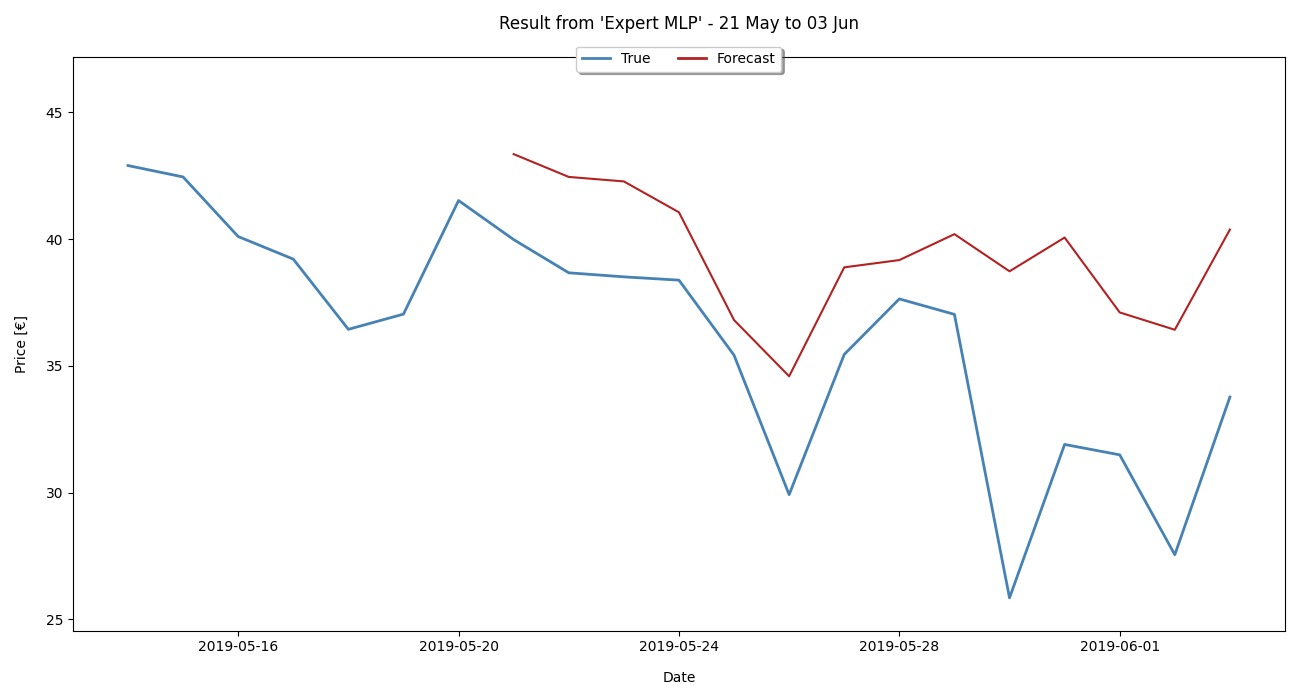 Result from 'Expert MLP' - 21 May to 03 Jun
True Forecast
45
40
35
30
25
Price [€]
2019-05-16 2019-05-20 2019-05-24 2019-05-28 2019-06-01
Date